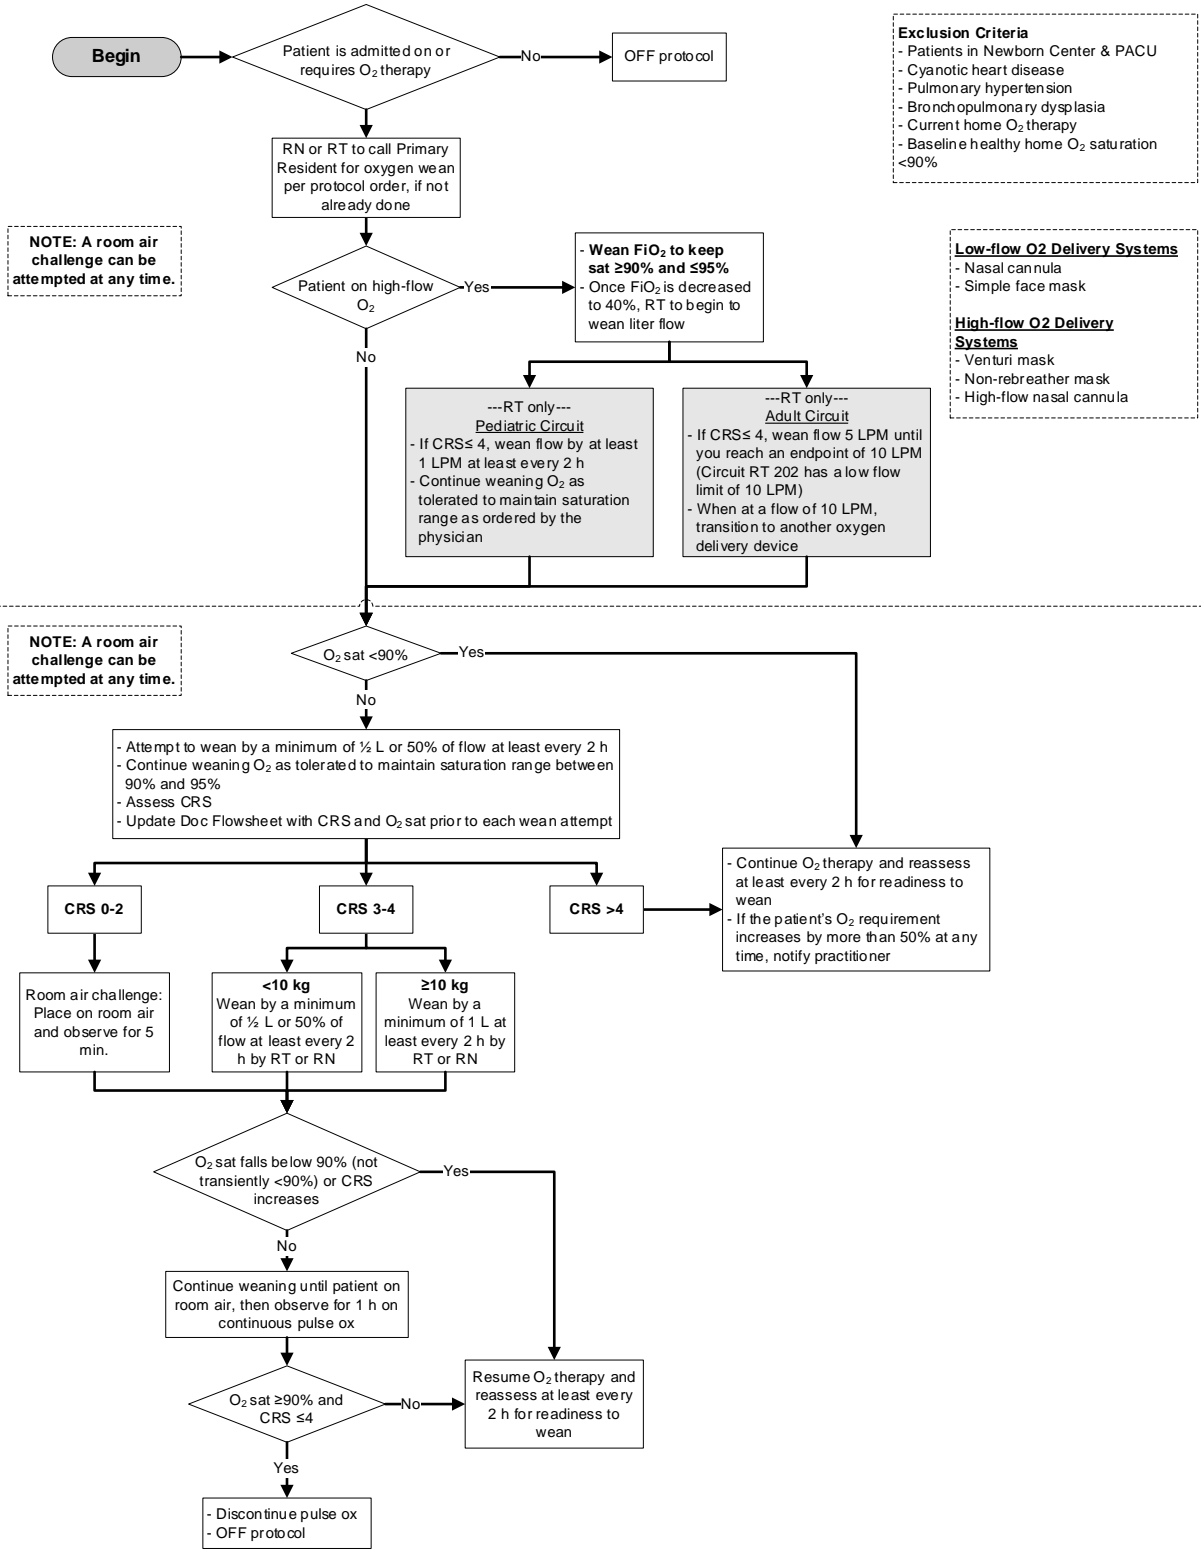 Begin
Patient is admitted on or
requires O₂ therapy
No
OFF protocol
Exclusion Criteria
- Patients in Newborn Center & PACU
- Cyanotic heart disease
- Pulmonary hypertension
- Bronchopulmonary dysplasia
- Current home O₂ therapy
- Baseline healthy home O₂ saturation
<90%
RN or RT to call Primary
Resident for oxygen wean
per protocol order, if not
already done
NOTE: A room air
challenge can be
attempted at any time.
Patient on high-flow
O₂
Yes
No
- Wean FiO₂ to keep
sat ≥90% and ≤95%
- Once FiO₂ is decreased
to 40%, RT to begin to
wean liter flow
Low-flow O2 Delivery Systems
- Nasal cannula
- Simple face mask
High-flow O2 Delivery
Systems
- Venturi mask
- Non-rebreather mask
- High-flow nasal cannula
---RT only---
Pediatric Circuit
- If CRS≤ 4, wean flow by at least
1 LPM at least every 2 h
- Continue weaning O₂ as
tolerated to maintain saturation
range as ordered by the
physician
---RT only---
Adult Circuit
- If CRS≤ 4, wean flow 5 LPM until
you reach an endpoint of 10 LPM
(Circuit RT 202 has a low flow
limit of 10 LPM)
- When at a flow of 10 LPM,
transition to another oxygen
delivery device
NOTE: A room air
challenge can be
attempted at any time.
O₂ sat <90%
Yes
No
- Attempt to wean by a minimum of ½ L or 50% of flow at least every 2 h
- Continue weaning O₂ as tolerated to maintain saturation range between
90% and 95%
- Assess CRS
- Update Doc Flowsheet with CRS and O₂ sat prior to each wean attempt
CRS 0-2
CRS 3-4
CRS >4
- Continue O₂ therapy and reassess
at least every 2 h for readiness to
wean
- If the patient's O₂ requirement
increases by more than 50% at any
time, notify practitioner
Room air challenge:
Place on room air
and observe for 5
min.
<10 kg
Wean by a minimum
of ½ L or 50% of
flow at least every 2
h by RT or RN
≥10 kg
Wean by a
minimum of 1 L at
least every 2 h by
RT or RN
O₂ sat falls below 90% (not
transiently <90%) or CRS
increases
Yes
No
Continue weaning until patient on
room air, then observe for 1 h on
continuous pulse ox
O₂ sat ≥90% and
CRS ≤4
No
Resume O₂ therapy and
reassess at least every
2 h for readiness to
wean
Yes
- Discontinue pulse ox
- OFF protocol